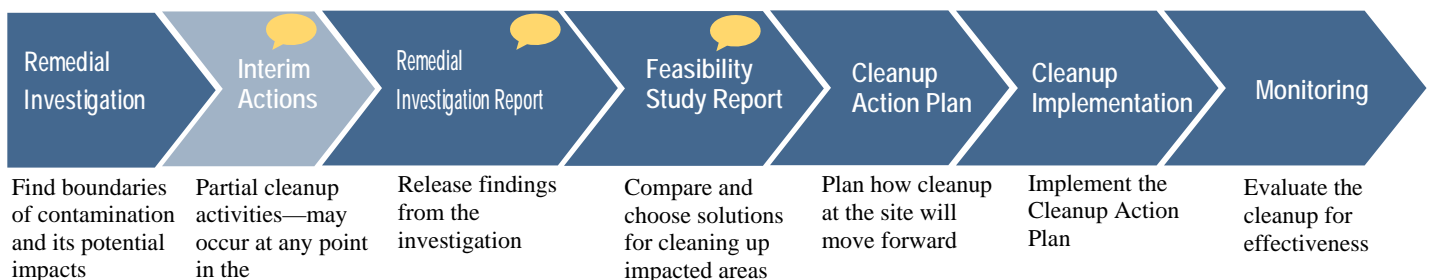 Remedial
Investigation
Interim
Actions
Remedial
Investigation Report
Feasibility
Study Report
Cleanup
Action Plan
Cleanup
Implementation
Monitoring
Find boundaries
of contamination
and its potential
impacts
Partial cleanup
activities—may
occur at any point
in the
Release findings
from the
investigation
Compare and
choose solutions
for cleaning up
impacted areas
Plan how cleanup
at the site will
move forward
Implement the
Cleanup Action
Plan
Evaluate the
cleanup for
effectiveness